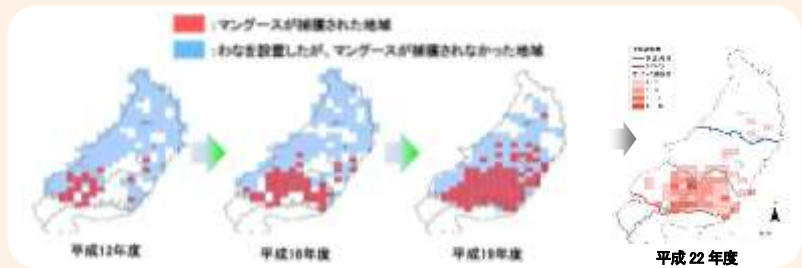 :マングースが捕獲された地域
:わなを設置したが、マングースが捕獲されなかった地域
平成12年度
平成16年度
平成19年度
平成 22 年度